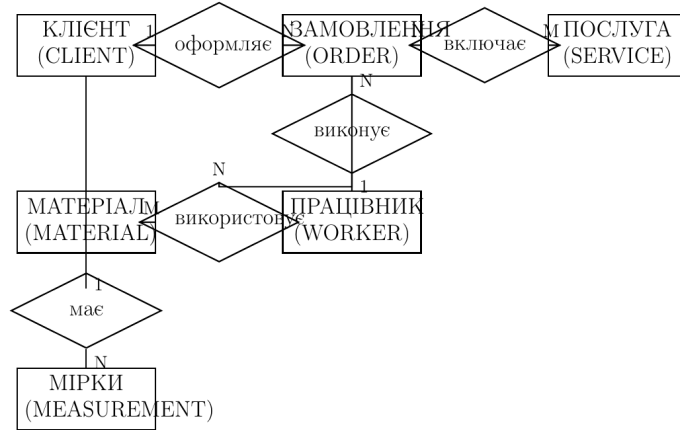 КЛІЄНТ
(CLIENT)
1
оформляє
N
ЗАМОВЛЕННЯ
(ORDER)
N
включає
M
ПОСЛУГА
(SERVICE)
N
виконує
1
МАТЕРІАЛ
(MATERIAL)
M
N
використовує
ПРАЦІВНИК
(WORKER)
1
має
N
МІРКИ
(MEASUREMENT)